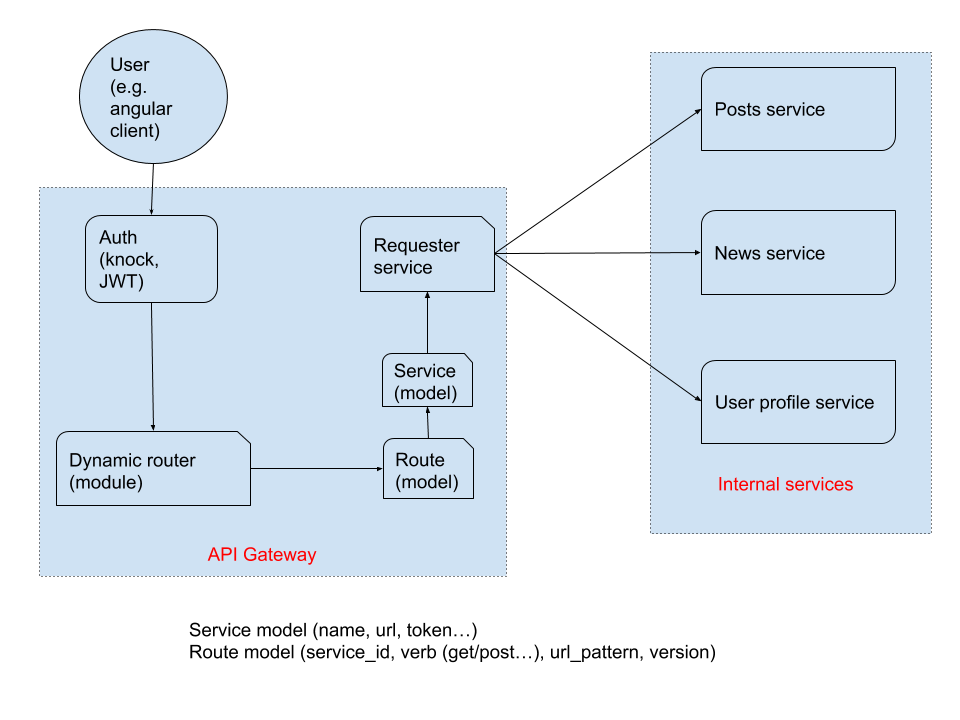 User
(e.g.
angular
client)
Auth
(knock,
JWT)
Requester
service
Service
(model)
Dynamic router
(module)
Route
(model)
API Gateway
Posts service
News service
User profile service
Internal services
Service model (name, url, token…)
Route model (service_id, verb (get/post…), url_pattern, version)